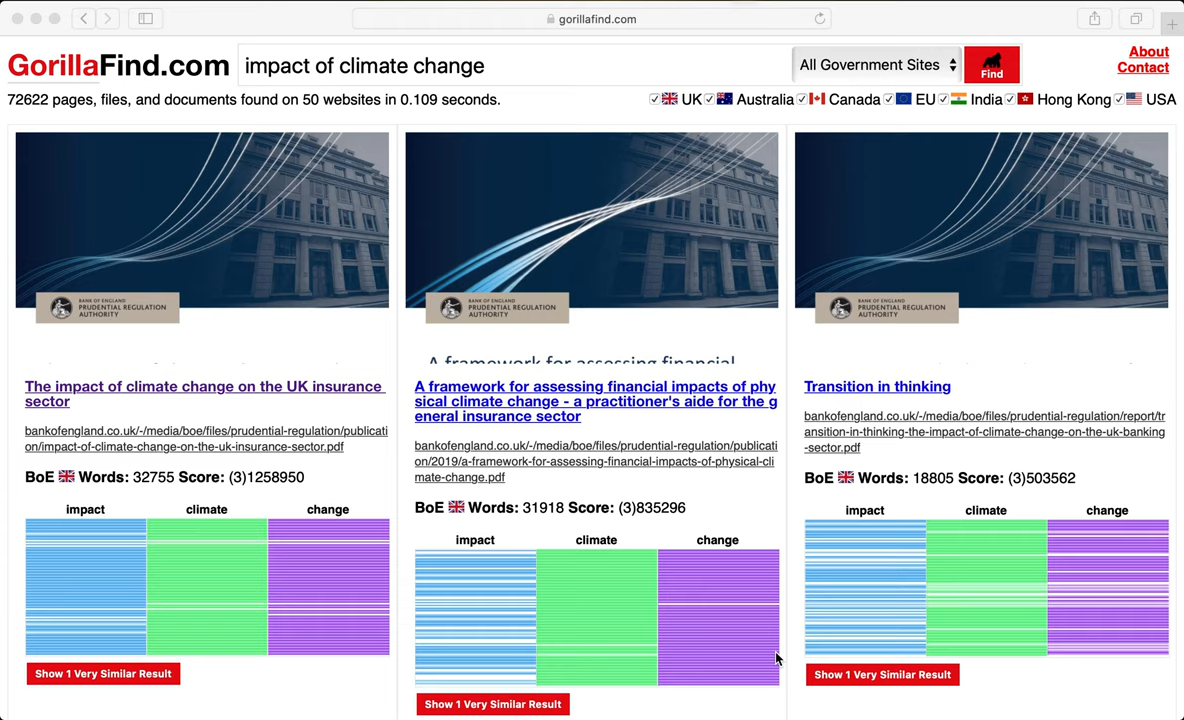 gorillafind.com
GorillaFind.com
impact of climate change
All Government Sites
Find
About
Contact
72622 pages, files, and documents found on 50 websites in 0.109 seconds.
UK Australia Canada EU India Hong Kong USA
BANK OF ENGLAND
PRUDENTIAL REGULATION
AUTHORITY
The impact of climate change on the UK insurance
sector
bankofengland.co.uk/-/media/boe/files/prudential-regulation/publicati
on/impact-of-climate-change-on-the-uk-insurance-sector.pdf
BoE Words: 32755 Score: (3)1258950
impact climate change
Show 1 Very Similar Result
BANK OF ENGLAND
PRUDENTIAL REGULATION
AUTHORITY
A framework for assessing financial
A framework for assessing financial impacts of phy
sical climate change - a practitioner's aide for the g
eneral insurance sector
bankofengland.co.uk/-/media/boe/files/prudential-regulation/publicati
on/2019/a-framework-for-assessing-financial-impacts-of-physical-cli
mate-change.pdf
BoE Words: 31918 Score: (3)835296
impact climate change
Show 1 Very Similar Result
BANK OF ENGLAND
PRUDENTIAL REGULATION
AUTHORITY
Transition in thinking
bankofengland.co.uk/-/media/boe/files/prudential-regulation/report/tr
ansition-in-thinking-the-impact-of-climate-change-on-the-uk-banking
-sector.pdf
BoE Words: 18805 Score: (3)503562
impact climate change
Show 1 Very Similar Result